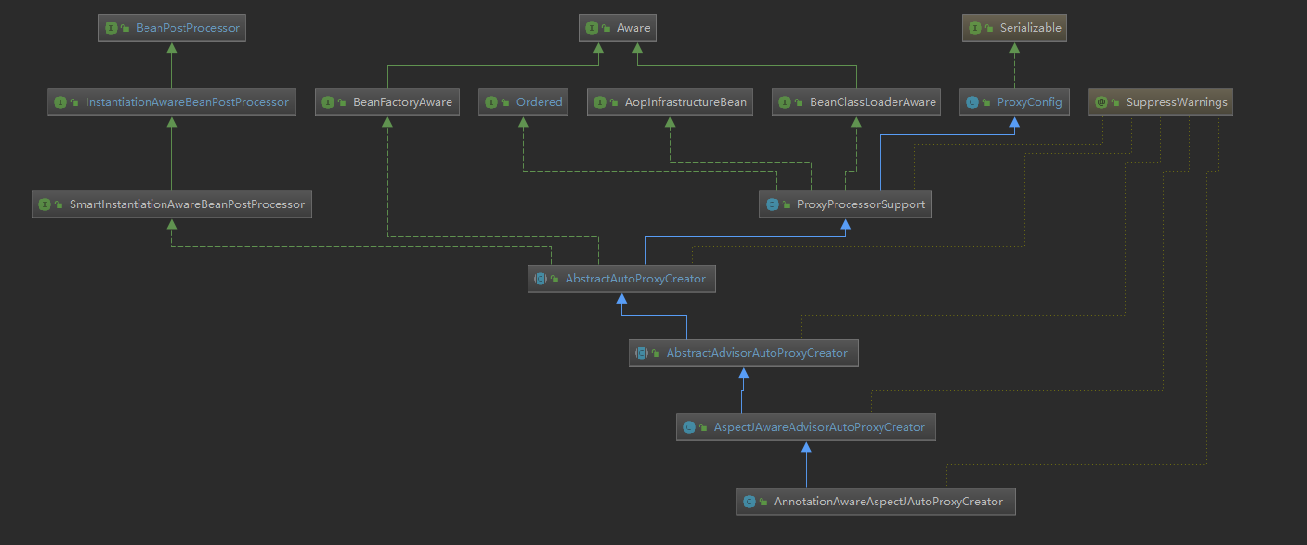 BeanPostProcessor
Aware
Serializable
InstantiationAwareBeanPostProcessor
BeanFactoryAware
Ordered
AopInfrastructureBean
BeanClassLoaderAware
ProxyConfig
SuppressWarnings
SmartInstantiationAwareBeanPostProcessor
ProxyProcessorSupport
AbstractAutoProxyCreator
AbstractAdvisorAutoProxyCreator
AspectJAwareAdvisorAutoProxyCreator
AnnotationAwareAspectJAutoProxyCreator